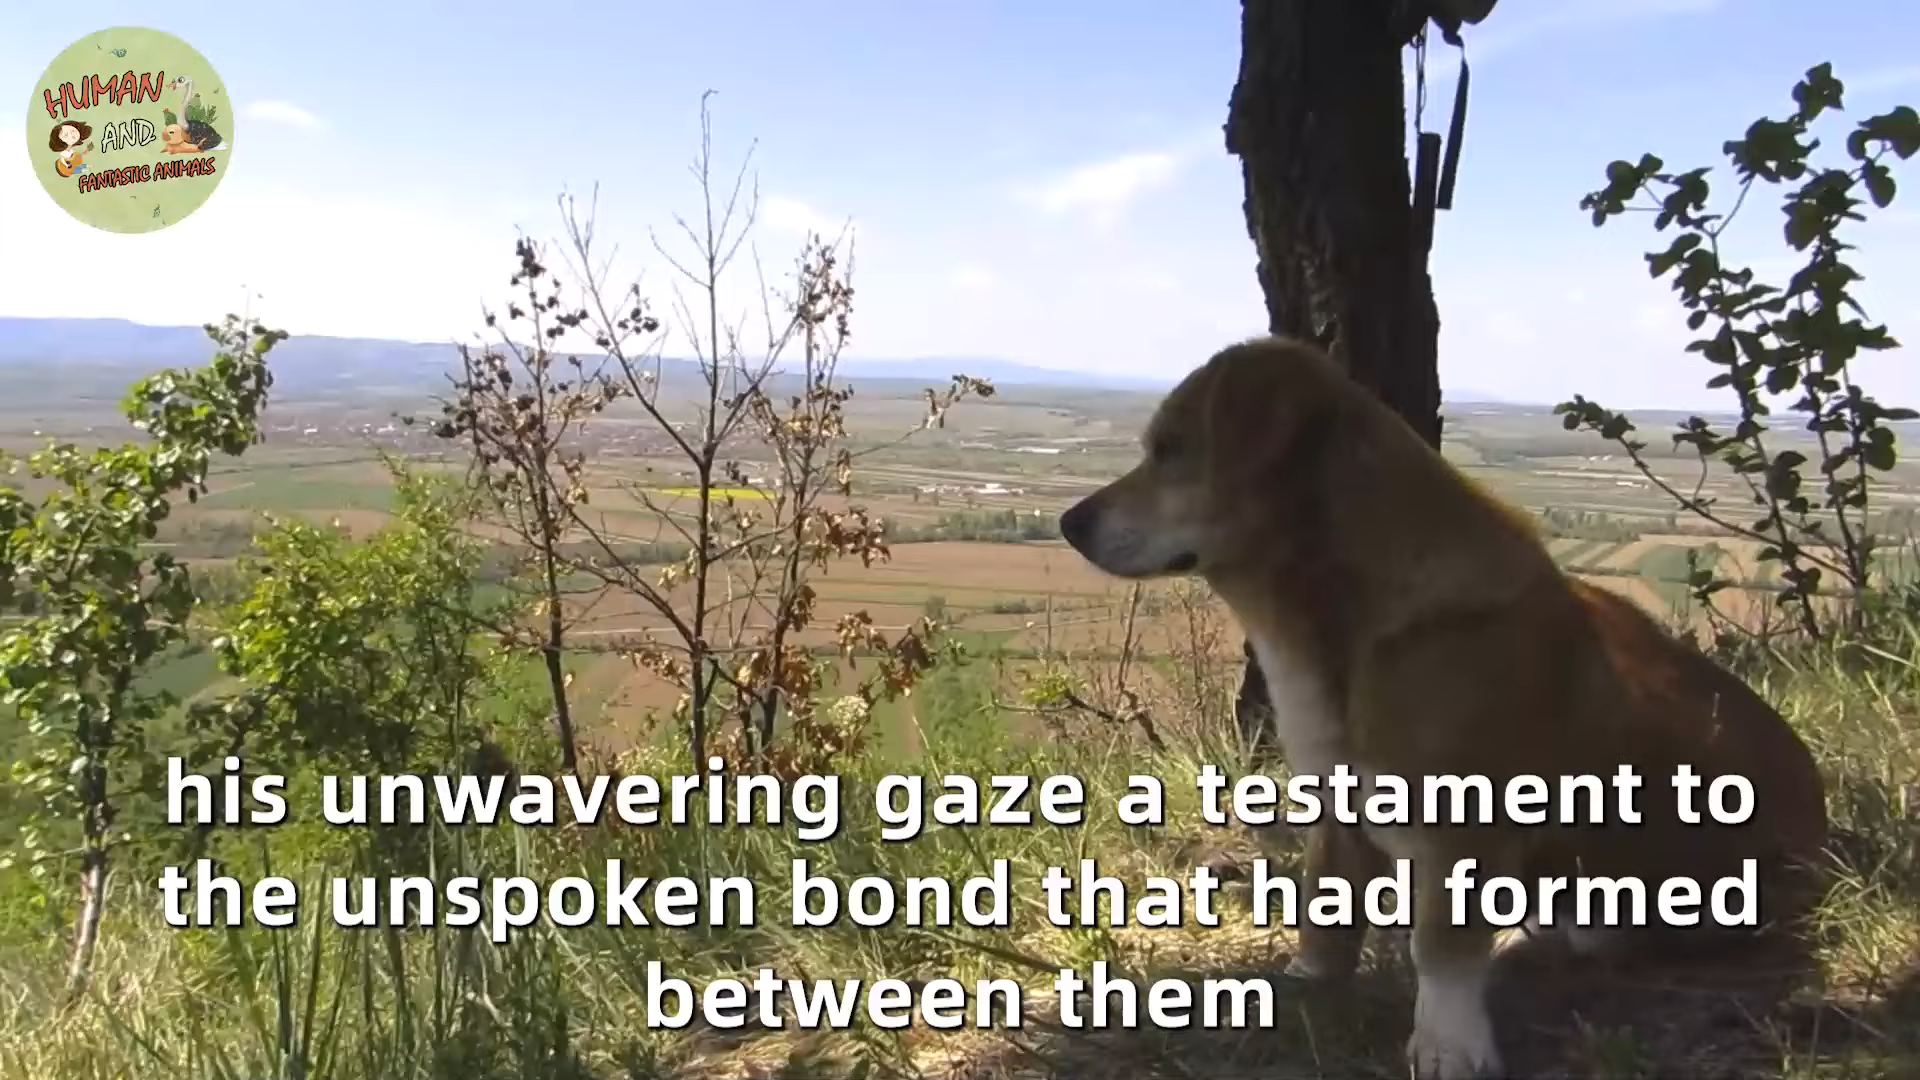 HUMAN
AND
FANTASTIC ANIMALS
his unwavering gaze a testament to
the unspoken bond that had formed
between them